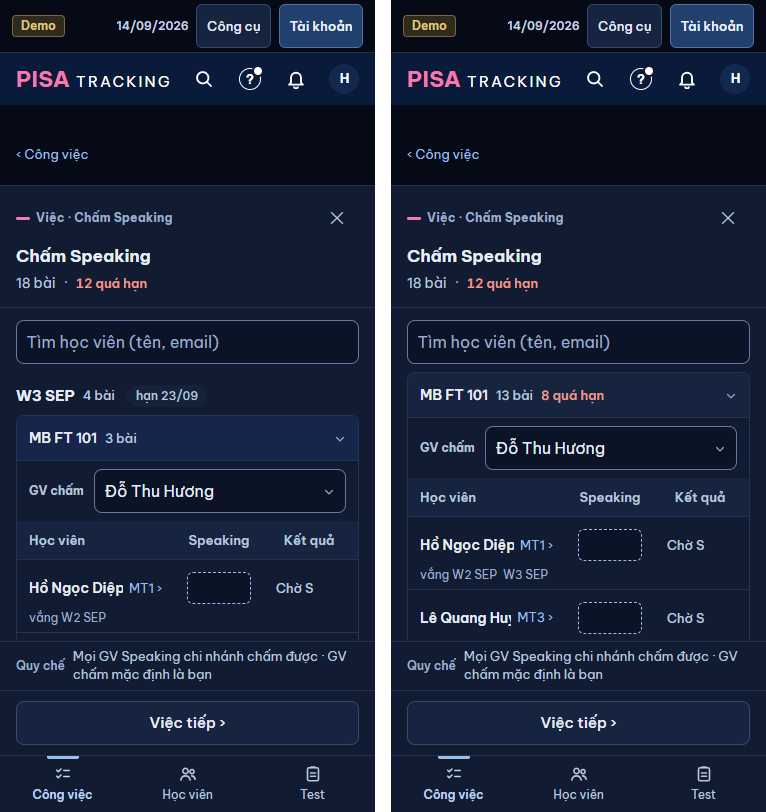 Demo
14/09/2026
Công cụ
Tài khoản
PISA TRACKING
?
H
‹ Công việc
Việc · Chấm Speaking
Chấm Speaking
18 bài · 12 quá hạn
Tìm học viên (tên, email)
W3 SEP 4 bài hạn 23/09
MB FT 101 3 bài
GV chấm Đỗ Thu Hương
Học viên Speaking Kết quả
Hồ Ngọc Diệp MT1 › Chờ S
vắng W2 SEP
Quy chế Mọi GV Speaking chi nhánh chấm được · GV
chấm mặc định là bạn
Việc tiếp ›
Công việc Học viên Test
Demo
14/09/2026
Công cụ
Tài khoản
PISA TRACKING
?
H
‹ Công việc
Việc · Chấm Speaking
Chấm Speaking
18 bài · 12 quá hạn
Tìm học viên (tên, email)
MB FT 101 13 bài 8 quá hạn
GV chấm Đỗ Thu Hương
Học viên Speaking Kết quả
Hồ Ngọc Diệp MT1 › Chờ S
vắng W2 SEP W3 SEP
Lê Quang Huy MT3 › Chờ S
Quy chế Mọi GV Speaking chi nhánh chấm được · GV
chấm mặc định là bạn
Việc tiếp ›
Công việc Học viên Test